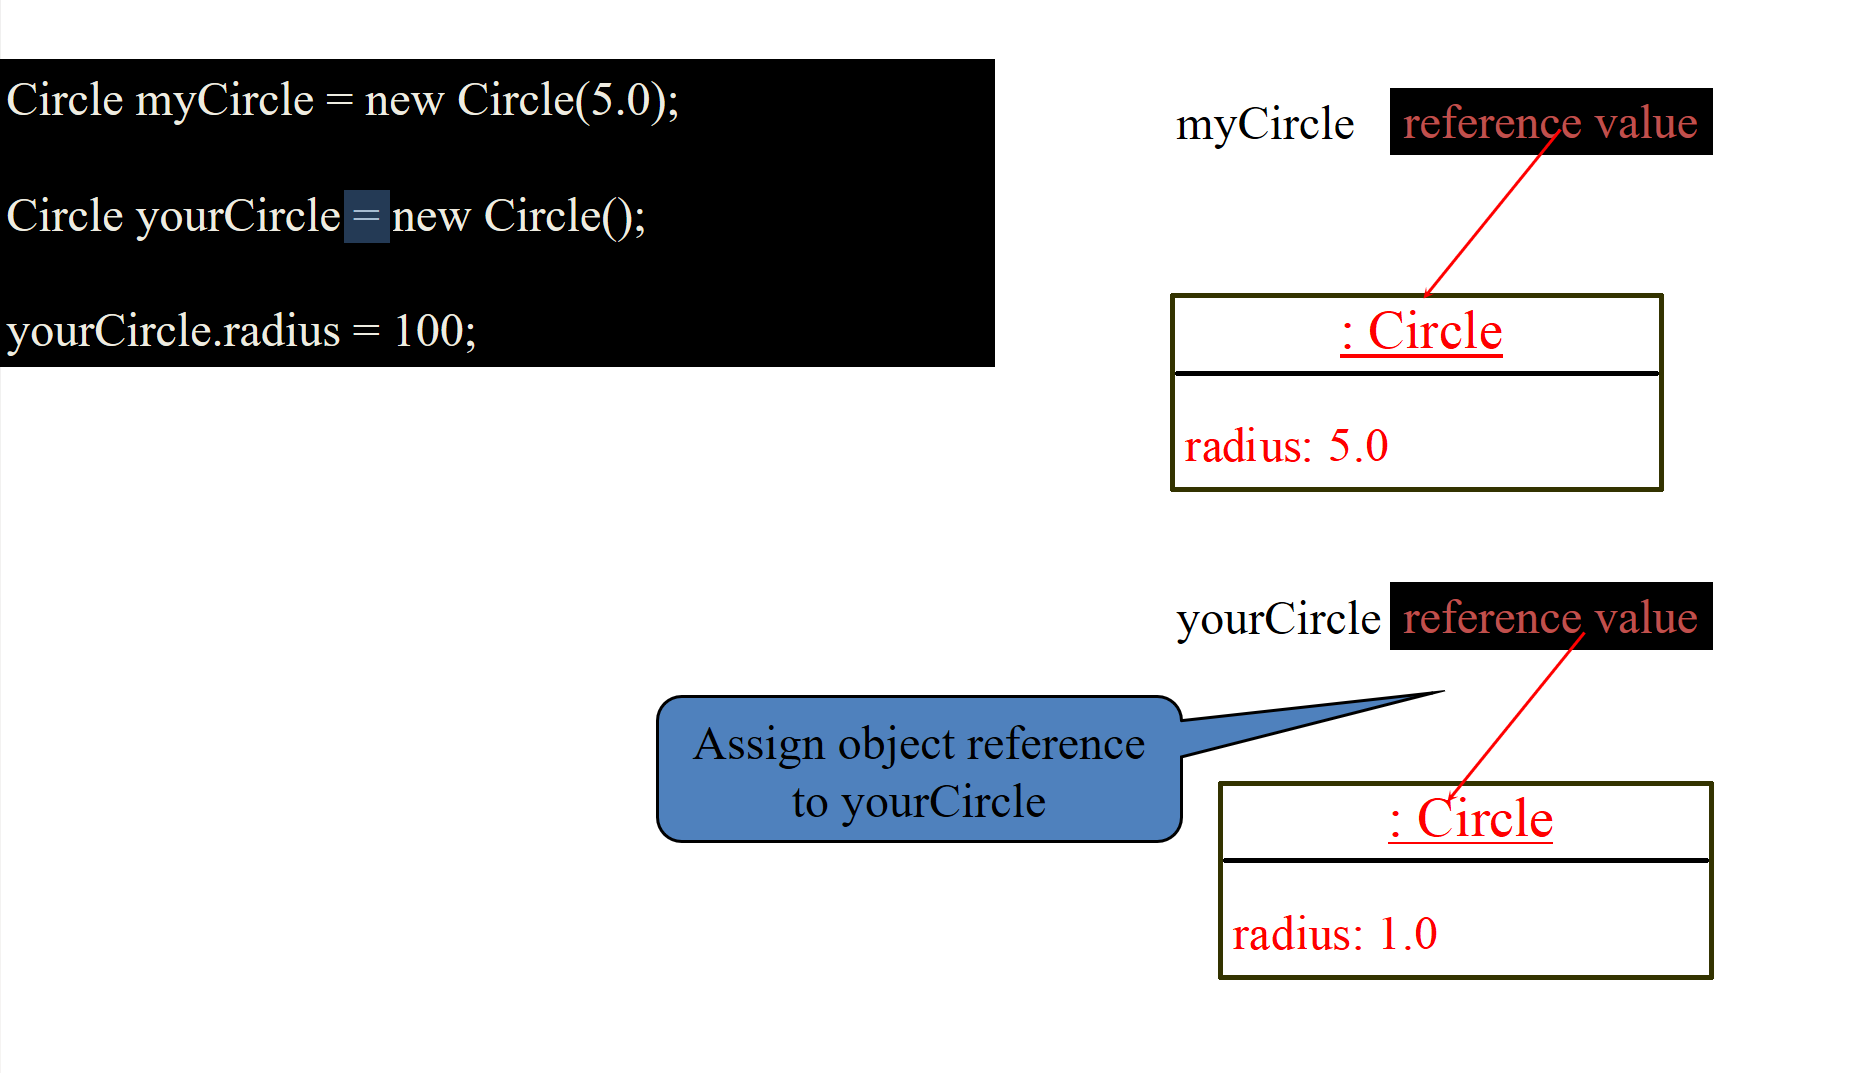 Circle myCircle = new Circle(5.0);
Circle yourCircle = new Circle();
yourCircle.radius = 100;
myCircle reference value
: Circle
radius: 5.0
yourCircle reference value
Assign object reference
to yourCircle
: Circle
radius: 1.0